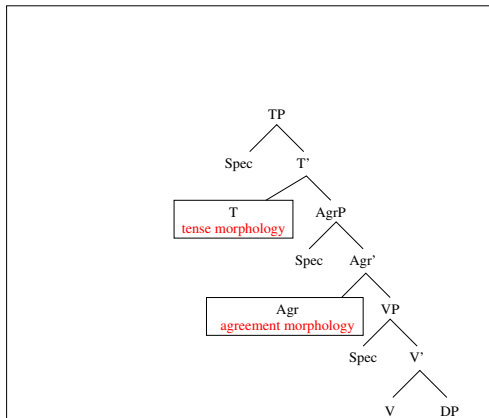 TP
Spec T’
T AgrP
tense morphology
Spec Agr’
Agr VP
agreement morphology
Spec V’
V DP